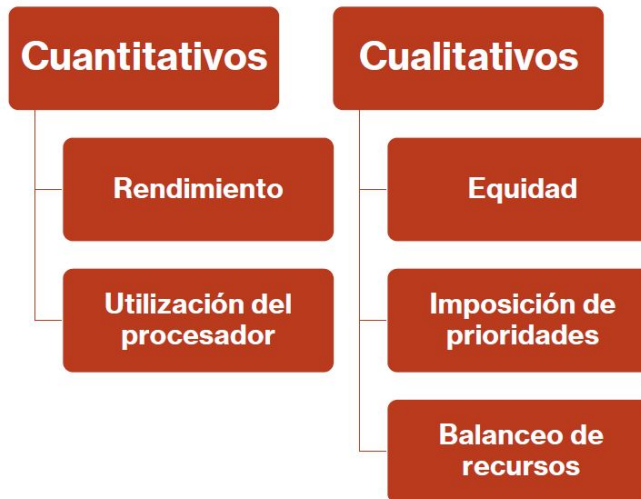 Cuantitativos
Rendimiento
Utilización del
procesador
Cualitativos
Equidad
Imposición de
prioridades
Balanceo de
recursos